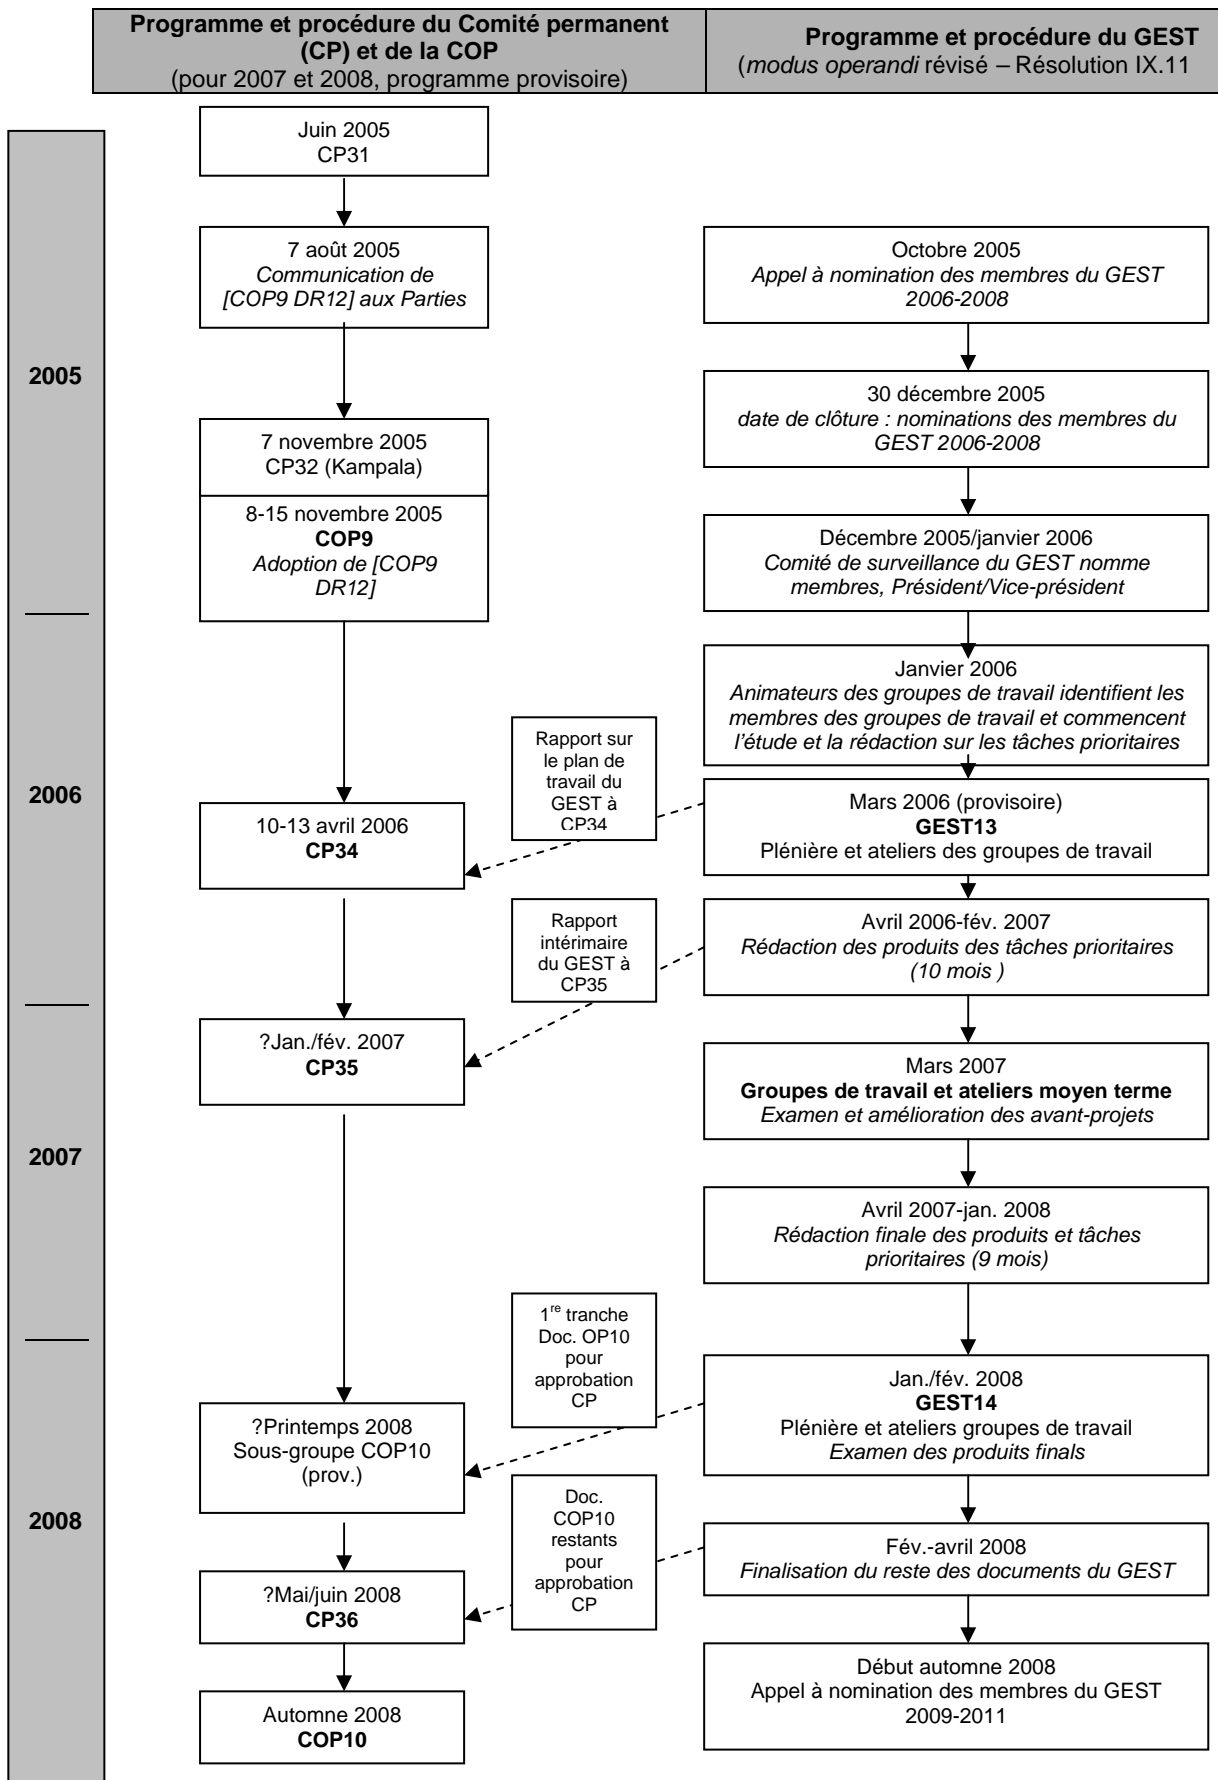 Programme et procédure du Comité permanent
(CP) et de la COP
(pour 2007 et 2008, programme provisoire)
Programme et procédure du GEST
(modus operandi révisé – Résolution IX.11
2005
2006
2007
2008
Juin 2005
CP31
7 août 2005
Communication de
[COP9 DR12] aux Parties
7 novembre 2005
CP32 (Kampala)
8-15 novembre 2005
COP9
Adoption de [COP9
DR12]
10-13 avril 2006
CP34
?Jan./fév. 2007
CP35
?Printemps 2008
Sous-groupe COP10
(prov.)
?Mai/juin 2008
CP36
Automne 2008
COP10
Rapport sur
le plan de
travail du
GEST à
CP34
Rapport
intérimaire
du GEST à
CP35
1re tranche
Doc. OP10
pour
approbation
CP
Doc.
COP10
restants
pour
approbation
CP
Octobre 2005
Appel à nomination des membres du GEST
2006-2008
30 décembre 2005
date de clôture : nominations des membres du
GEST 2006-2008
Décembre 2005/janvier 2006
Comité de surveillance du GEST nomme
membres, Président/Vice-président
Janvier 2006
Animateurs des groupes de travail identifient les
membres des groupes de travail et commencent
l'étude et la rédaction sur les tâches prioritaires
Mars 2006 (provisoire)
GEST13
Plénière et ateliers des groupes de travail
Avril 2006-fév. 2007
Rédaction des produits des tâches prioritaires
(10 mois )
Mars 2007
Groupes de travail et ateliers moyen terme
Examen et amélioration des avant-projets
Avril 2007-jan. 2008
Rédaction finale des produits et tâches
prioritaires (9 mois)
Jan./fév. 2008
GEST14
Plénière et ateliers groupes de travail
Examen des produits finals
Fév.-avril 2008
Finalisation du reste des documents du GEST
Début automne 2008
Appel à nomination des membres du GEST
2009-2011